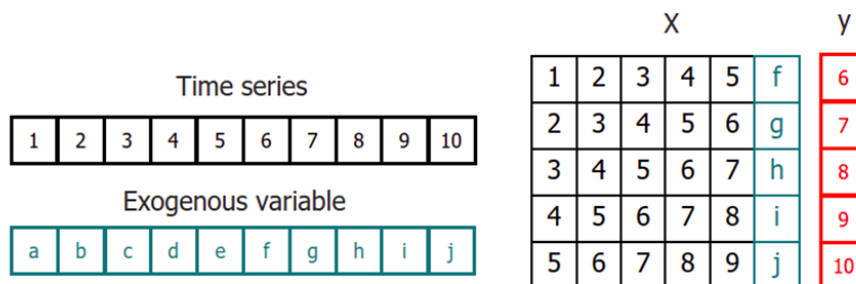 Time series
1 2 3 4 5 6 7 8 9 10
Exogenous variable
a b c d e f g h i j
X y
1 2 3 4 5 f 6
2 3 4 5 6 g 7
3 4 5 6 7 h 8
4 5 6 7 8 i 9
5 6 7 8 9 j 10